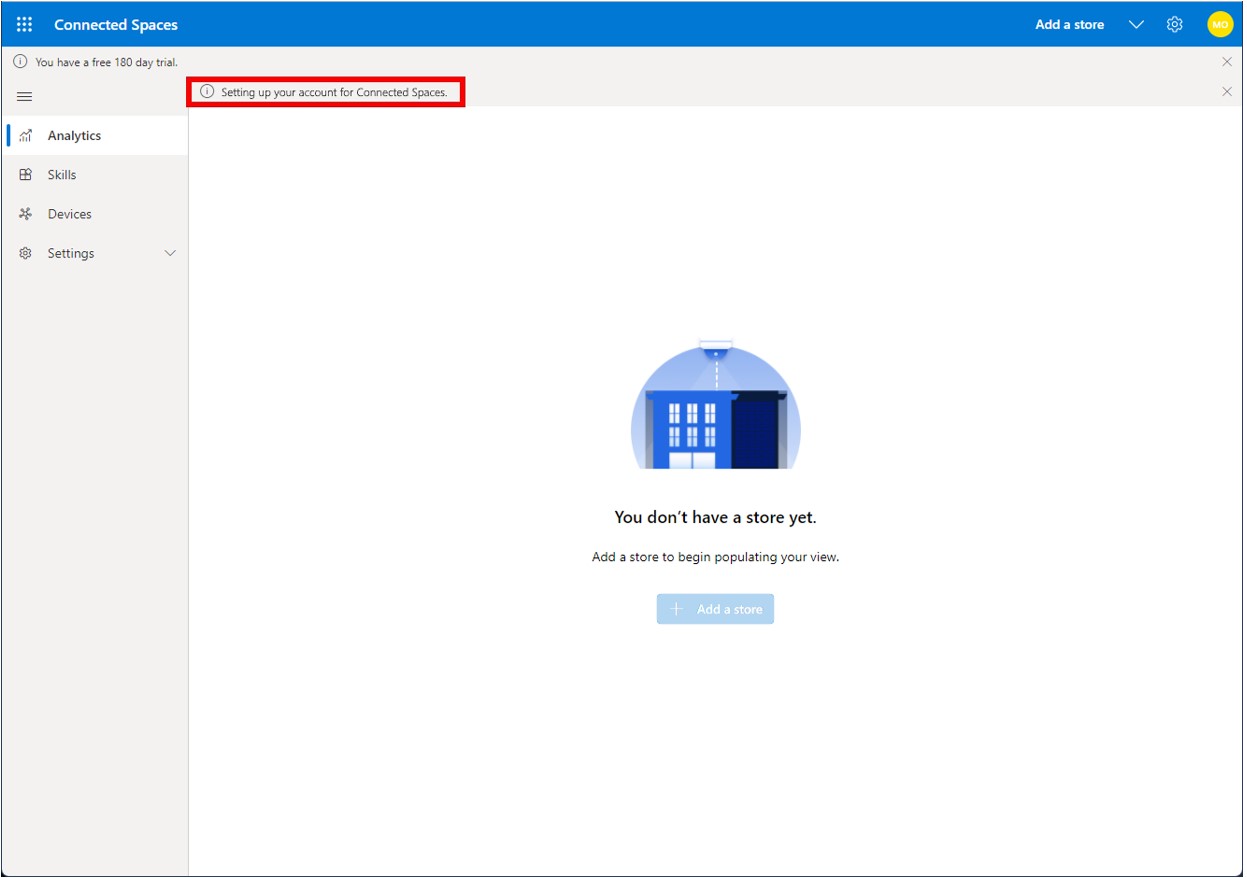 Connected Spaces
Add a store
MD
You have a free 180 day trial.
Setting up your account for Connected Spaces.
Analytics
Skills
Devices
Settings
You don't have a store yet.
Add a store to begin populating your view.
Add a store